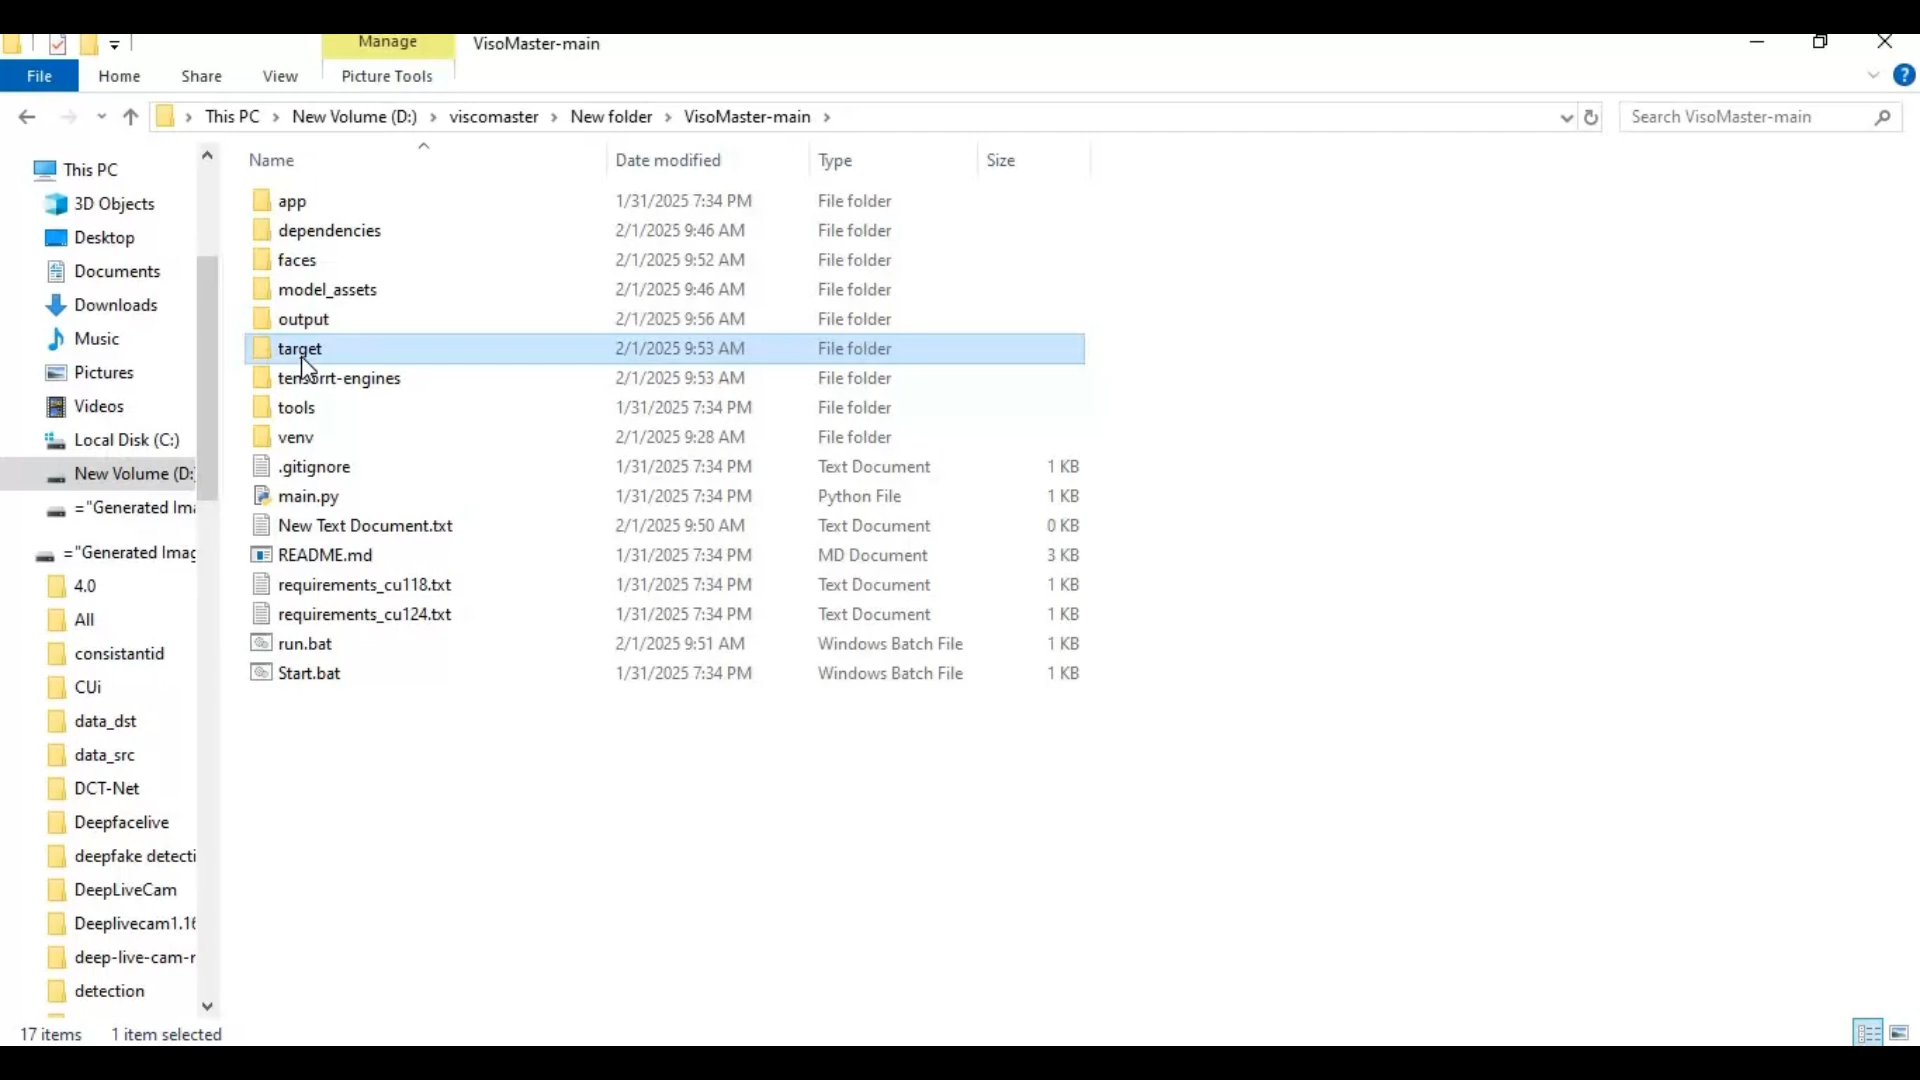 Manage
VisoMaster-main
File
Home
Share
View
Picture Tools
This PC
New Volume (D:)
viscomaster
New folder
VisoMaster-main
Search VisoMaster-main
This PC
3D Objects
Desktop
Documents
Downloads
Music
Pictures
Videos
Local Disk (C:)
New Volume (D:
="Generated Ima
="Generated Imag
4.0
All
consistantid
CUi
data_dst
data_src
DCT-Net
Deepfacelive
deepfake detecti
DeepLiveCam
Deeplivecam1.16
deep-live-cam-r
detection
Name Date modified Type Size
app 1/31/2025 7:34 PM File folder
dependencies 2/1/2025 9:46 AM File folder
faces 2/1/2025 9:52 AM File folder
model_assets 2/1/2025 9:46 AM File folder
output 2/1/2025 9:56 AM File folder
target 2/1/2025 9:53 AM File folder
tensorrt-engines 2/1/2025 9:53 AM File folder
tools 1/31/2025 7:34 PM File folder
venv 2/1/2025 9:28 AM File folder
.gitignore 1/31/2025 7:34 PM Text Document 1 KB
main.py 1/31/2025 7:34 PM Python File 1 KB
New Text Document.txt 2/1/2025 9:50 AM Text Document 0 KB
README.md 1/31/2025 7:34 PM MD Document 3 KB
requirements_cu118.txt 1/31/2025 7:34 PM Text Document 1 KB
requirements_cu124.txt 1/31/2025 7:34 PM Text Document 1 KB
run.bat 2/1/2025 9:51 AM Windows Batch File 1 KB
Start.bat 1/31/2025 7:34 PM Windows Batch File 1 KB
17 items 1 item selected